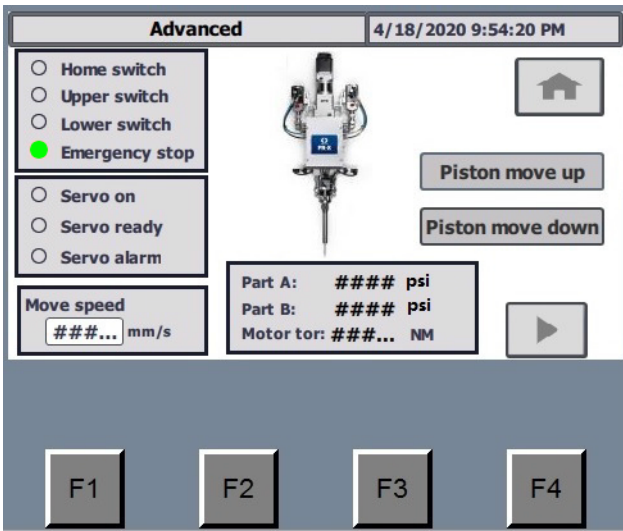 Advanced
4/18/2020 9:54:20 PM
Home switch
Upper switch
Lower switch
Emergency stop
Servo on
Servo ready
Servo alarm
Move speed
###... mm/s
Piston move up
Piston move down
Part A: #### psi
Part B: #### psi
Motor tor: ###... NM
F1
F2
F3
F4